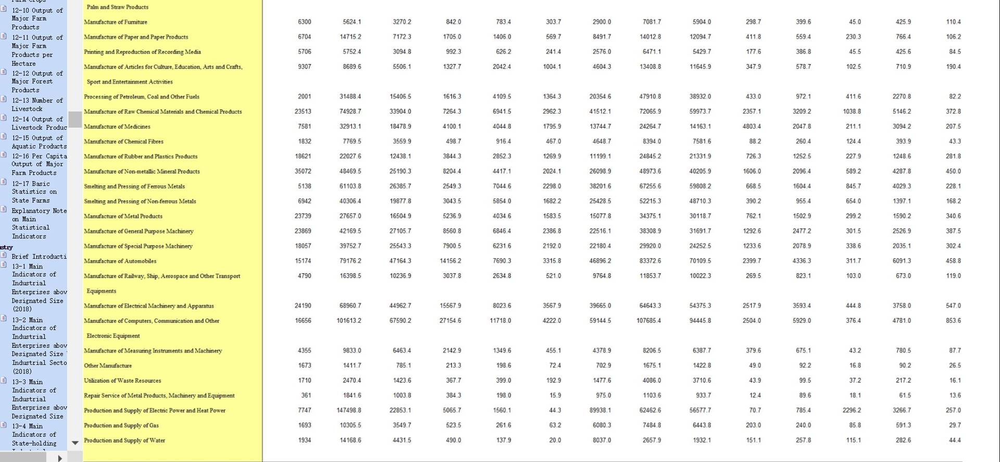 Farm Crops
12-10 Output of
Major Farm
Products
12-11 Output of
Major Farm
Products per
Hectare
12-12 Output of
Major Forest
Products
12-13 Number of
Livestock
12-14 Output of
Livestock Produc
12-15 Output of
Aquatic Products
12-16 Per Capita
Output of Major
Farm Products
12-17 Basic
Statistics on
State Farms
Explanatory Note
on Main
Statistical
Indicators
stry
Brief Introducti
13-1 Main
Indicators of
Industrial
Enterprises abov
Designated Size
(2018)
13-2 Main
Indicators of
Industrial
Enterprises abov
Designated Size
Industrial Secto
(2018)
13-3 Main
Indicators of
Industrial
Enterprises abov
Designated Size
13-4 Main
Indicators of
State-holding
Palm and Straw Products
Manufacture of Furniture 6300 5624.1 3270.2 842.0 783.4 303.7 2900.0 7081.7 5904.0 298.7 399.6 45.0 425.9 110.4
Manufacture of Paper and Paper Products 6704 14715.2 7172.3 1705.0 1406.0 569.7 8491.7 14012.8 12094.7 411.8 559.4 230.3 766.4 106.2
Printing and Reproduction of Recording Media 5706 5752.4 3094.8 992.3 626.2 241.4 2576.0 6471.1 5429.7 177.6 386.8 45.5 425.6 84.5
Manufacture of Articles for Culture, Education, Arts and Crafts, 9307 8689.6 5506.1 1327.7 2042.4 1004.1 4604.3 13408.8 11645.9 347.9 578.7 102.5 710.9 190.4
Sport and Entertainment Activities
Processing of Petroleum, Coal and Other Fuels 2001 31488.4 15406.5 1616.3 4109.5 1364.3 20354.6 47910.8 38932.0 433.0 972.1 411.6 2270.8 82.2
Manufacture of Raw Chemical Materials and Chemical Products 23513 74928.7 33904.0 7264.3 6941.5 2962.3 41512.1 72065.9 59973.7 2357.1 3209.2 1038.8 5146.2 372.8
Manufacture of Medicines 7581 32913.1 18478.9 4100.1 4044.8 1795.9 13744.7 24264.7 14163.1 4803.4 2047.8 211.1 3094.2 207.5
Manufacture of Chemical Fibres 1832 7769.5 3559.9 498.7 916.4 467.0 4648.7 8394.0 7581.6 88.2 260.4 124.4 393.9 43.3
Manufacture of Rubber and Plastics Products 18621 22027.6 12438.1 3844.3 2852.3 1269.9 11199.1 24845.2 21331.9 726.3 1252.5 227.9 1248.6 281.8
Manufacture of Non-metallic Mineral Products 35072 48469.5 25190.3 8204.4 4417.1 2024.1 26098.9 48973.6 40205.9 1606.0 2096.4 589.2 4287.8 450.0
Smelting and Pressing of Ferrous Metals 5138 61103.8 26385.7 2549.3 7044.6 2298.0 38201.6 67255.6 59808.2 668.5 1604.4 845.7 4029.3 228.1
Smelting and Pressing of Non-ferrous Metals 6942 40306.4 19877.8 3043.5 5854.0 1682.2 25428.5 52215.3 48710.3 390.2 955.4 654.0 1397.1 168.2
Manufacture of Metal Products 23739 27657.0 16504.9 5236.9 4034.6 1583.5 15077.8 34375.1 30118.7 762.1 1502.9 299.2 1590.2 340.6
Manufacture of General Purpose Machinery 23869 42169.5 27105.7 8560.8 6846.4 2386.8 22516.1 38308.9 31691.7 1292.6 2477.2 301.5 2526.9 387.5
Manufacture of Special Purpose Machinery 18057 39752.7 25543.3 7900.5 6231.6 2192.0 22180.4 29920.0 24252.5 1233.6 2078.9 338.6 2035.1 302.4
Manufacture of Automobiles 15174 79176.2 47164.3 14156.2 7690.3 3315.8 46896.2 83372.6 70109.5 2399.7 4336.3 311.7 6091.3 458.8
Manufacture of Railway, Ship, Aerospace and Other Transport 4790 16398.5 10236.9 3037.8 2634.8 521.0 9764.8 11853.7 10022.3 269.5 823.1 103.0 673.0 119.0
Equipments
Manufacture of Electrical Machinery and Apparatus 24190 68960.7 44962.7 15567.9 8023.6 3567.9 39665.0 64643.3 54375.3 2517.9 3593.4 444.8 3758.0 547.0
Manufacture of Computers, Communication and Other 16656 101613.2 67590.2 27154.6 11718.0 4222.0 59144.5 107685.4 94445.8 2504.0 5929.0 376.4 4781.0 853.6
Electronic Equipment
Manufacture of Measuring Instruments and Machinery 4355 9833.0 6463.4 2142.9 1349.6 455.1 4378.9 8206.5 6387.7 379.6 675.1 43.2 780.5 87.7
Other Manufacture 1673 1411.7 785.1 213.3 198.6 72.4 702.9 1675.1 1422.8 49.0 92.2 16.8 90.2 26.5
Utilization of Waste Resources 1710 2470.4 1423.6 367.7 399.0 192.9 1477.6 4086.0 3710.6 43.9 99.5 37.2 217.2 16.1
Repair Service of Metal Products, Machinery and Equipment 361 1841.6 1003.8 384.3 198.0 15.9 975.0 1103.6 933.7 12.4 89.6 18.1 61.5 13.6
Production and Supply of Electric Power and Heat Power 7747 147498.8 22853.1 5065.7 1560.1 44.3 89938.1 62462.6 56577.7 70.7 785.4 2296.2 3266.7 257.0
Production and Supply of Gas 1693 10305.5 3549.7 523.5 261.6 63.2 6080.3 7484.8 6443.8 203.0 240.0 85.8 591.3 29.7
Production and Supply of Water 1934 14168.6 4431.5 490.0 137.9 20.0 8037.0 2657.9 1932.1 151.1 257.8 115.1 282.6 44.4